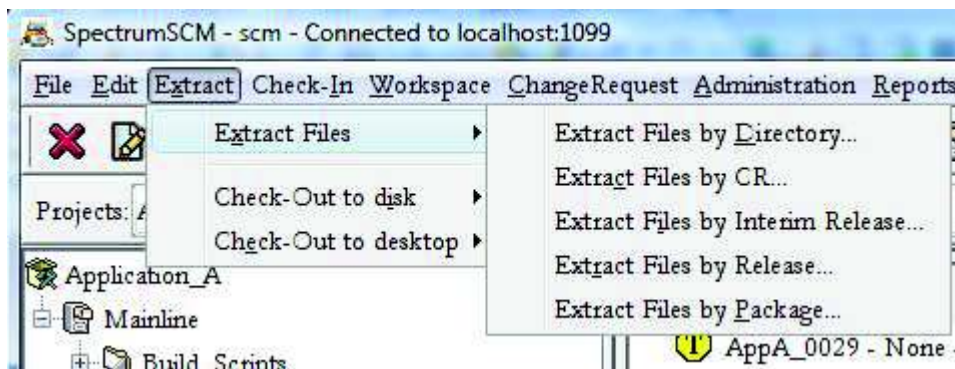 SpectrumSCM - scm - Connected to localhost:1099
File Edit Extract Check-In Workspace ChangeRequest Administration Reports
Extract Files
Extract Files by Directory...
Extract Files by CR...
Check-Out to disk
Projects: A
Extract Files by Interim Release...
Check-Out to desktop
Extract Files by Release...
Application_A
Extract Files by Package...
Mainline
T AppA_0029 - None -
Build_Scripts